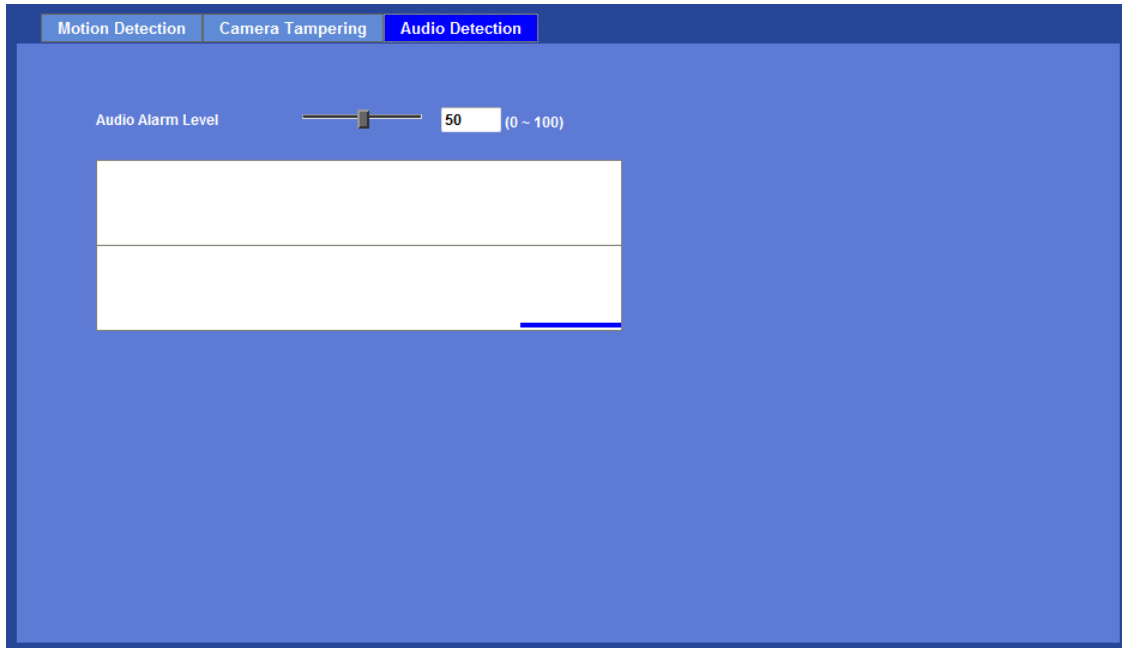 Motion Detection Camera Tampering Audio Detection
Audio Alarm Level 50 (0 ~ 100)